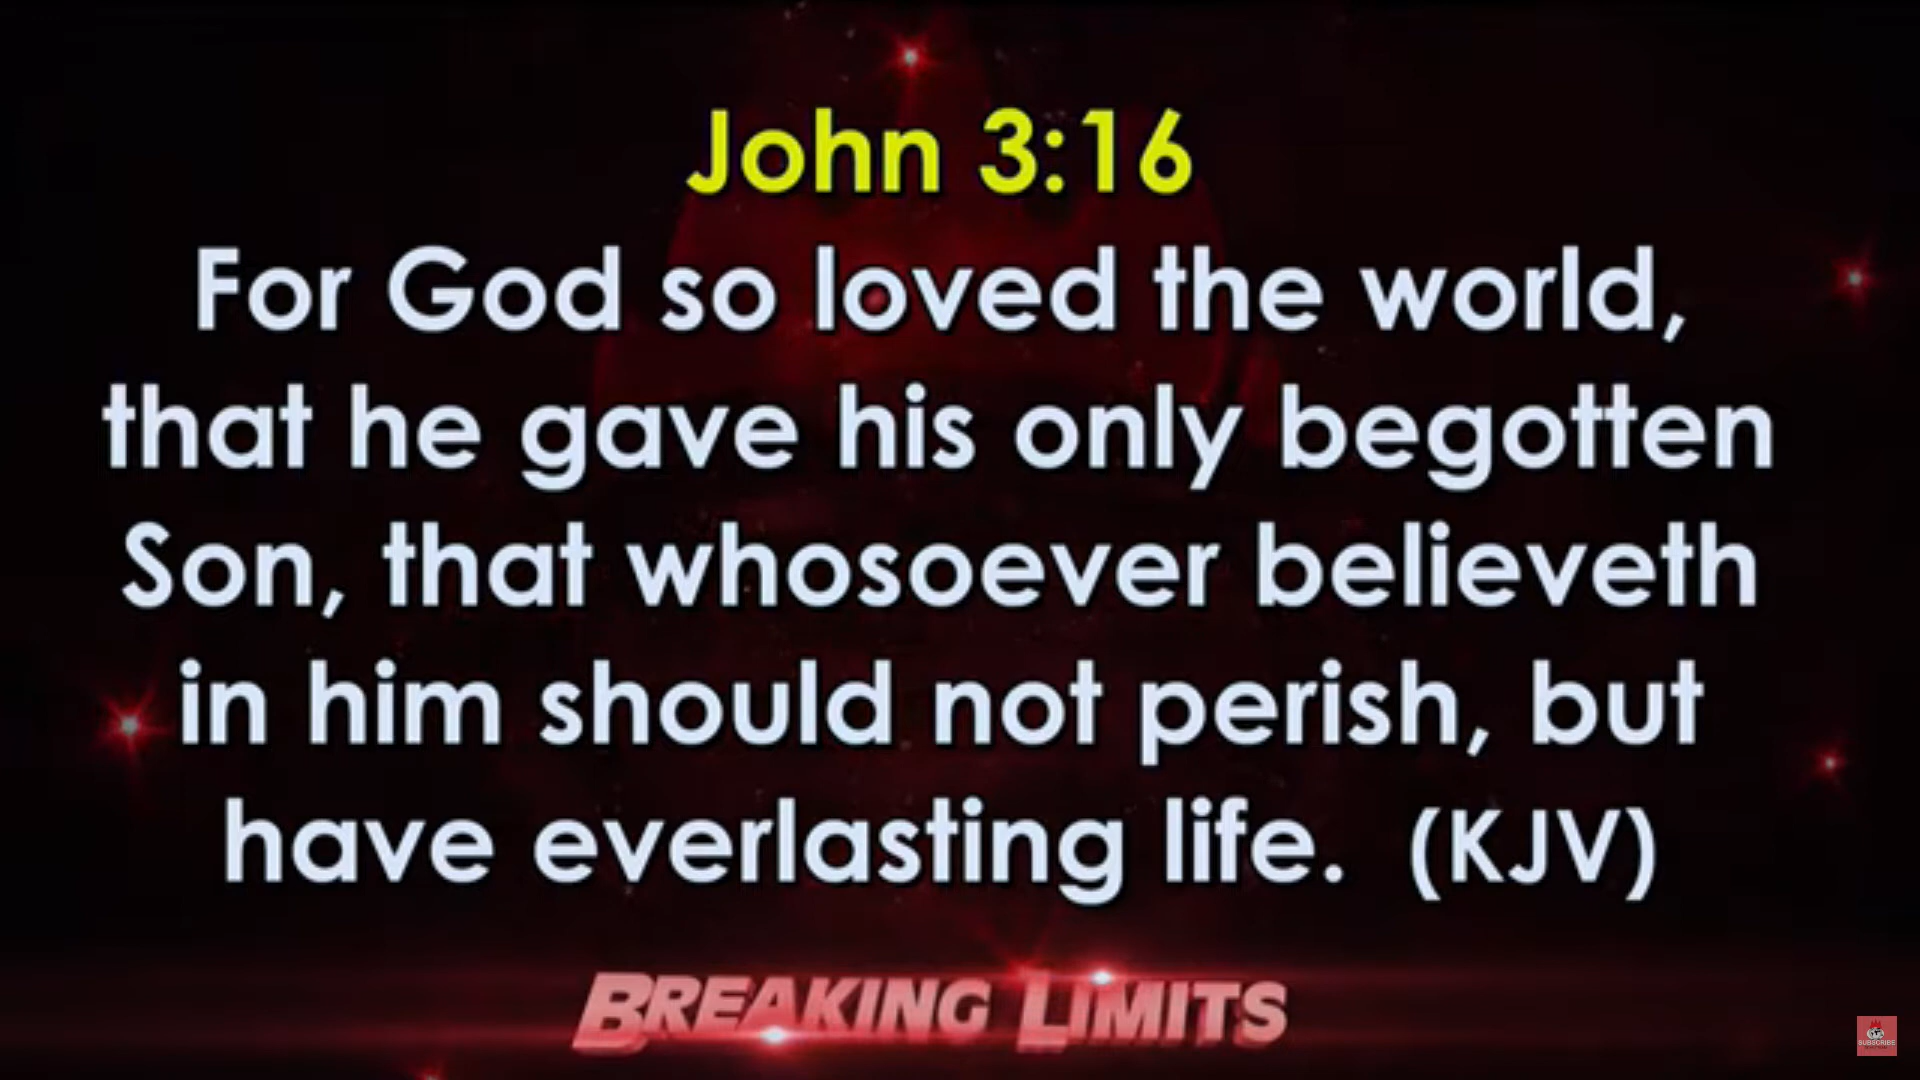 John 3:16
For God so loved the world,
that he gave his only begotten
Son, that whosoever believeth
in him should not perish, but
have everlasting life.  (KJV)
BREAKING LIMITS
SUBSCRIBE